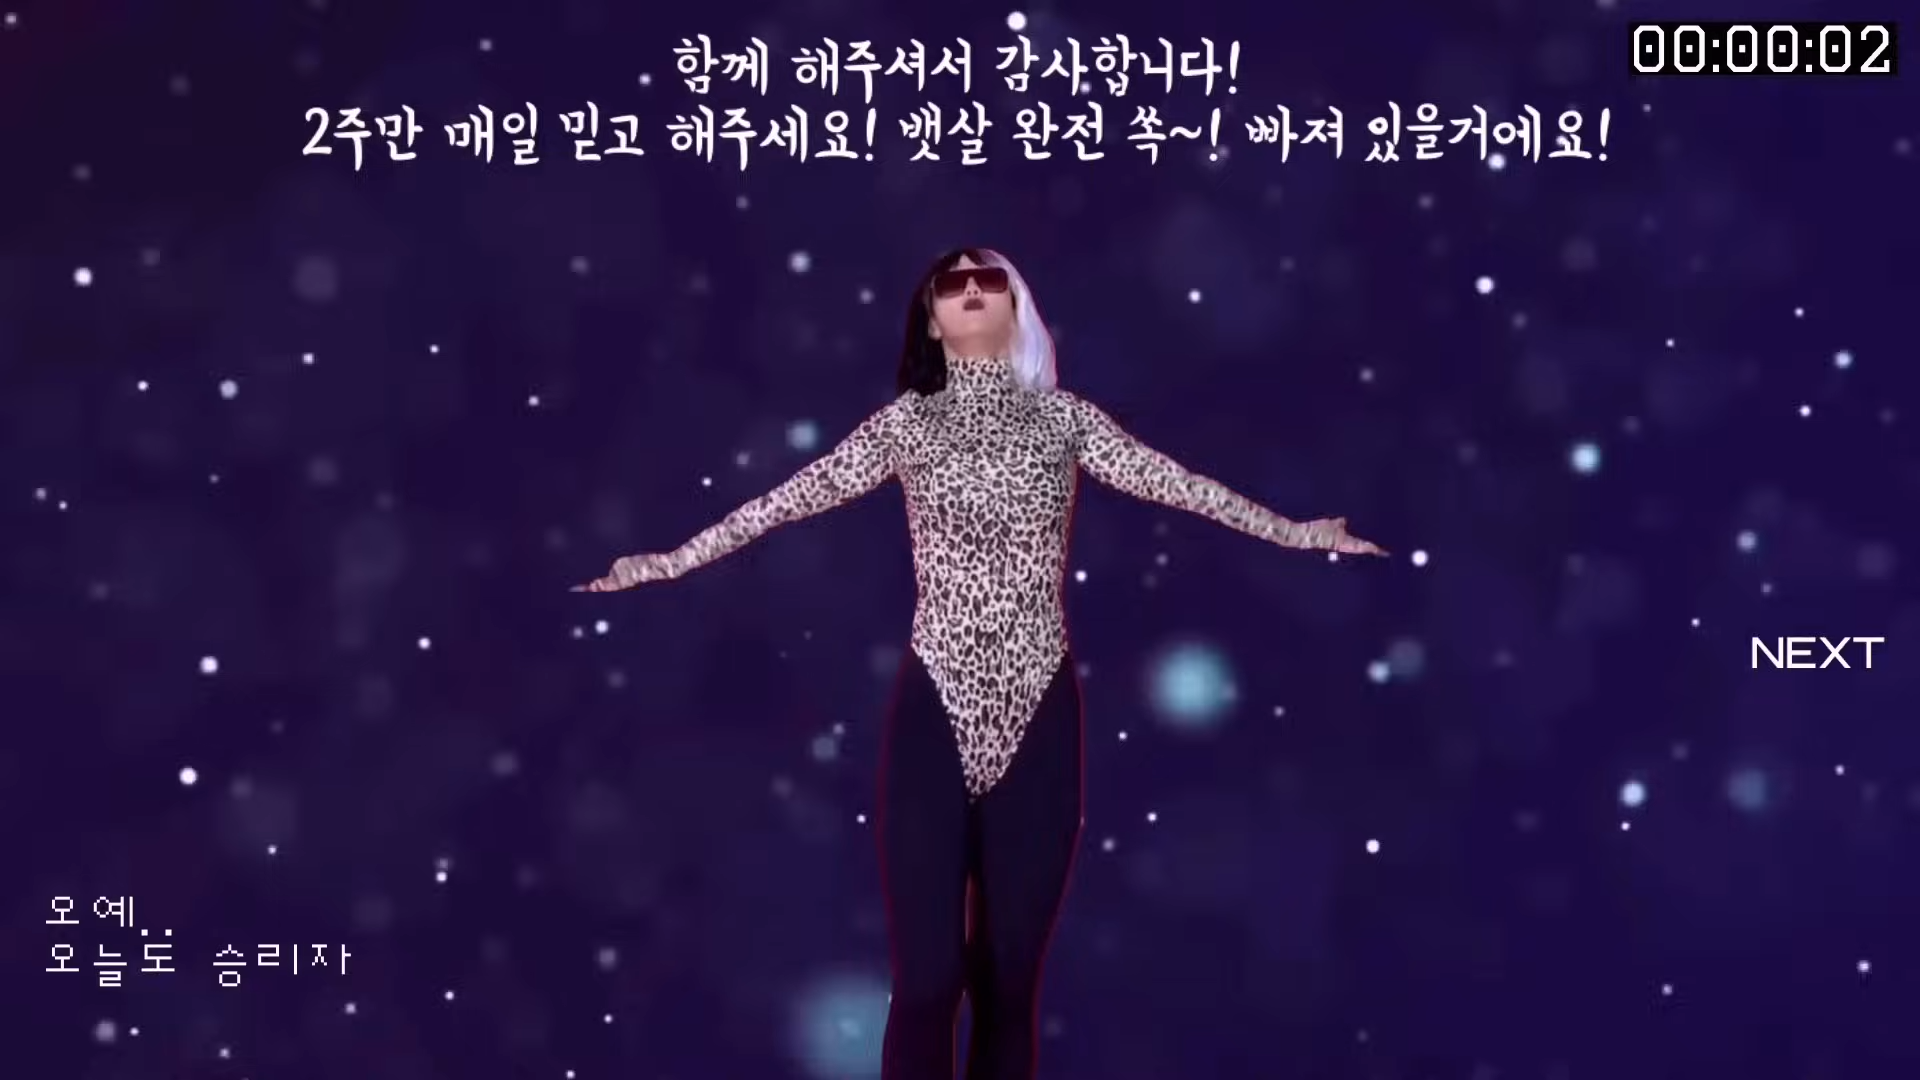 함께 해주셔서 감사합니다!
00:00:02
2주만 매일 믿고 해주세요! 뱃살 완전 쏙~! 빠져 있을거에요!
NEXT
오예..
오늘도 승리자